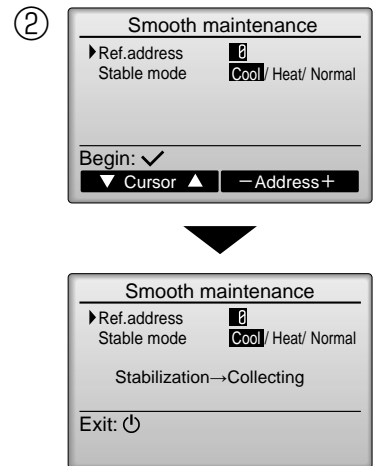 ②
Smooth maintenance
▶Ref.address 0
Stable mode Cool / Heat/ Normal
Begin: ✓
▼ Cursor ▲ −Address+
Smooth maintenance
▶Ref.address 0
Stable mode Cool / Heat/ Normal
Stabilization→Collecting
Exit: ⏻